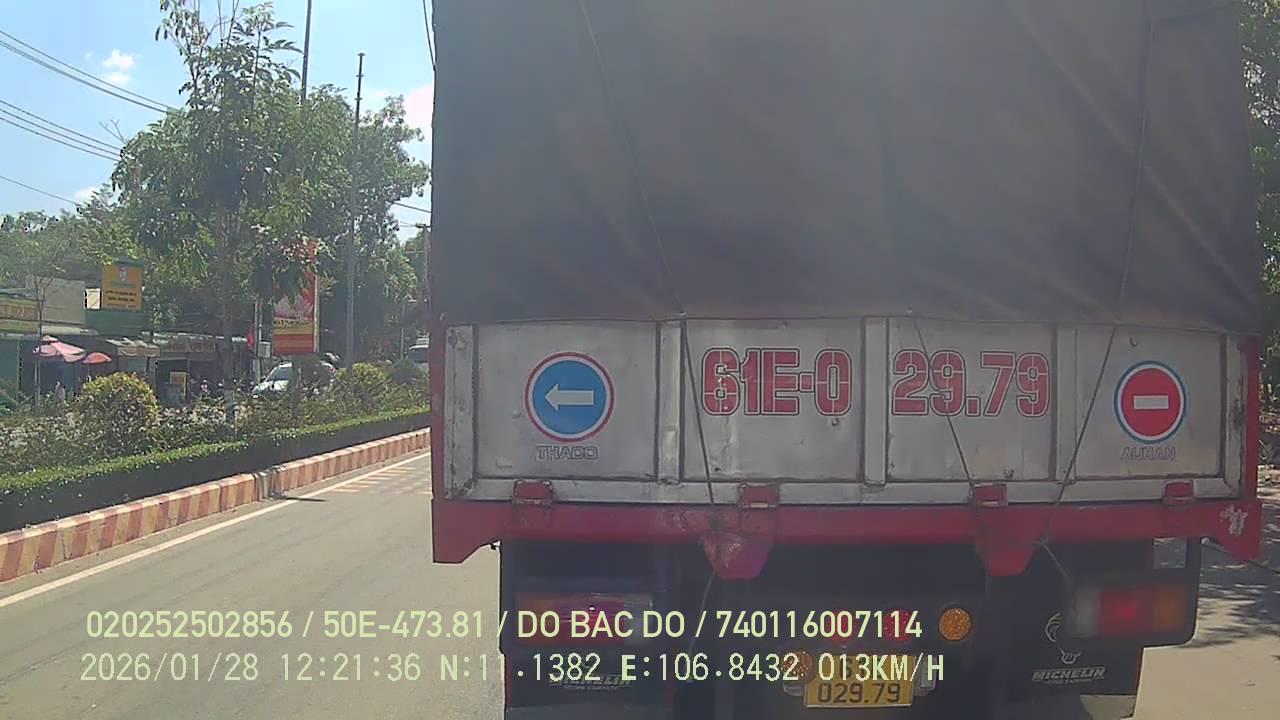 61E-0 29.79
THACO
AUMAN
020252502856 / 50E-473.81 / DO BAC DO / 740116007114
2026/01/28 12:21:36 N:11.1382 E:106.8432 013KM/H
MICHELIN
MICHELIN
029.79